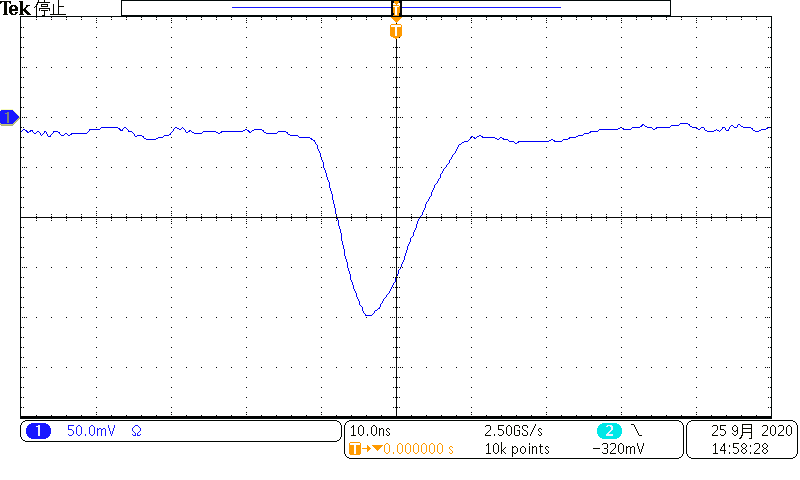 Tek 停止
T
T
1
1 50.0mV Ω
10.0ns 2.50GS/s 2
T→▼0.000000 s 10k points −320mV
25 9月 2020
14:58:28